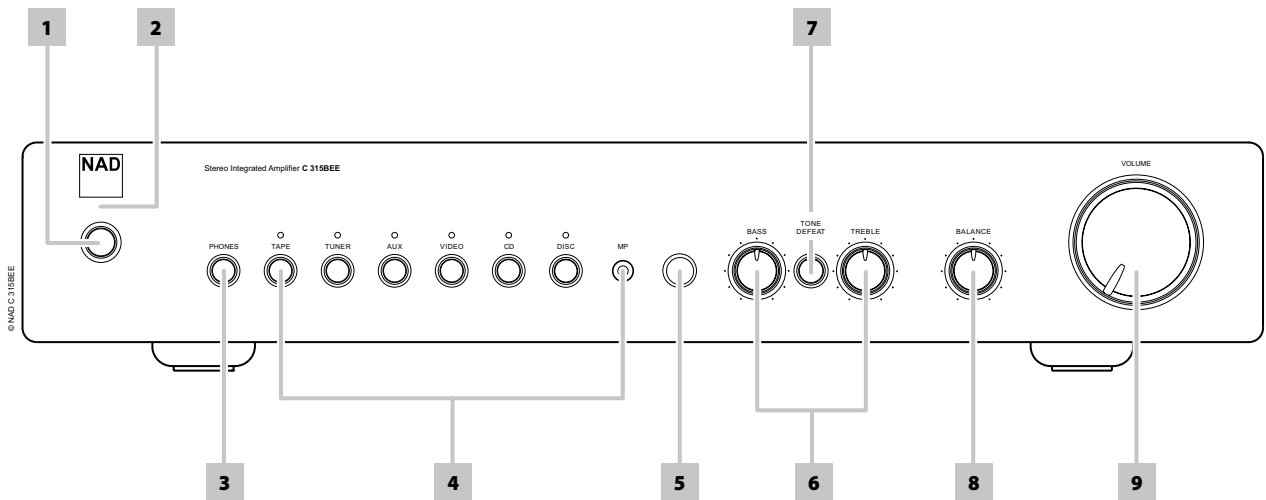 1 2 7
NAD
Stereo Integrated Amplifier C 315BEE
VOLUME
PHONES TAPE TUNER AUX VIDEO CD DISC MP BASS TONE DEFEAT TREBLE BALANCE
© NAD C 315BEE
3 4 5 6 8 9